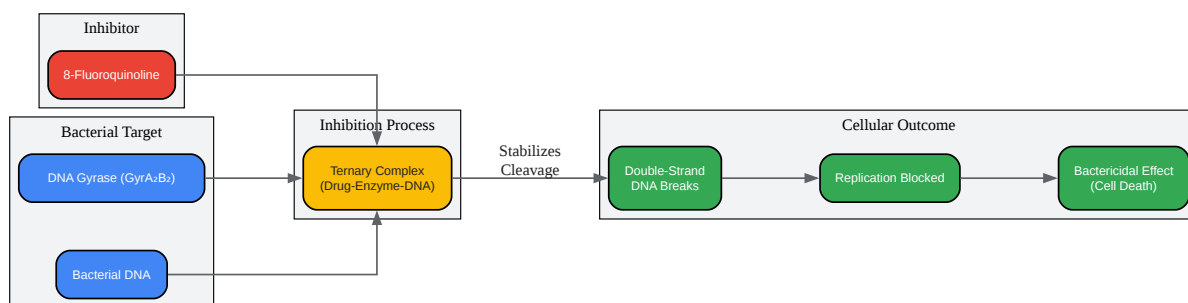 Inhibitor
8-Fluoroquinoline
Bacterial Target
DNA Gyrase (GyrA₂B₂)
Bacterial DNA
Inhibition Process
Ternary Complex
(Drug-Enzyme-DNA)
Stabilizes
Cleavage
Cellular Outcome
Double-Strand
DNA Breaks
Replication Blocked
Bactericidal Effect
(Cell Death)